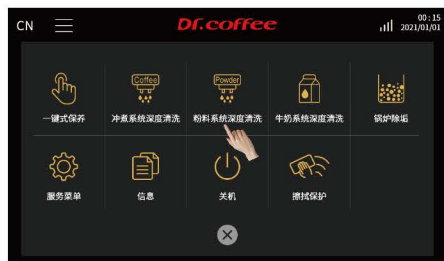 CN
Dr.coffee
00:15
2021/01/01
Coffee
Powder
一键式保养
冲煮系统深度清洗
粉料系统深度清洗
牛奶系统深度清洗
锅炉除垢
服务菜单
信息
关机
擦拭保护